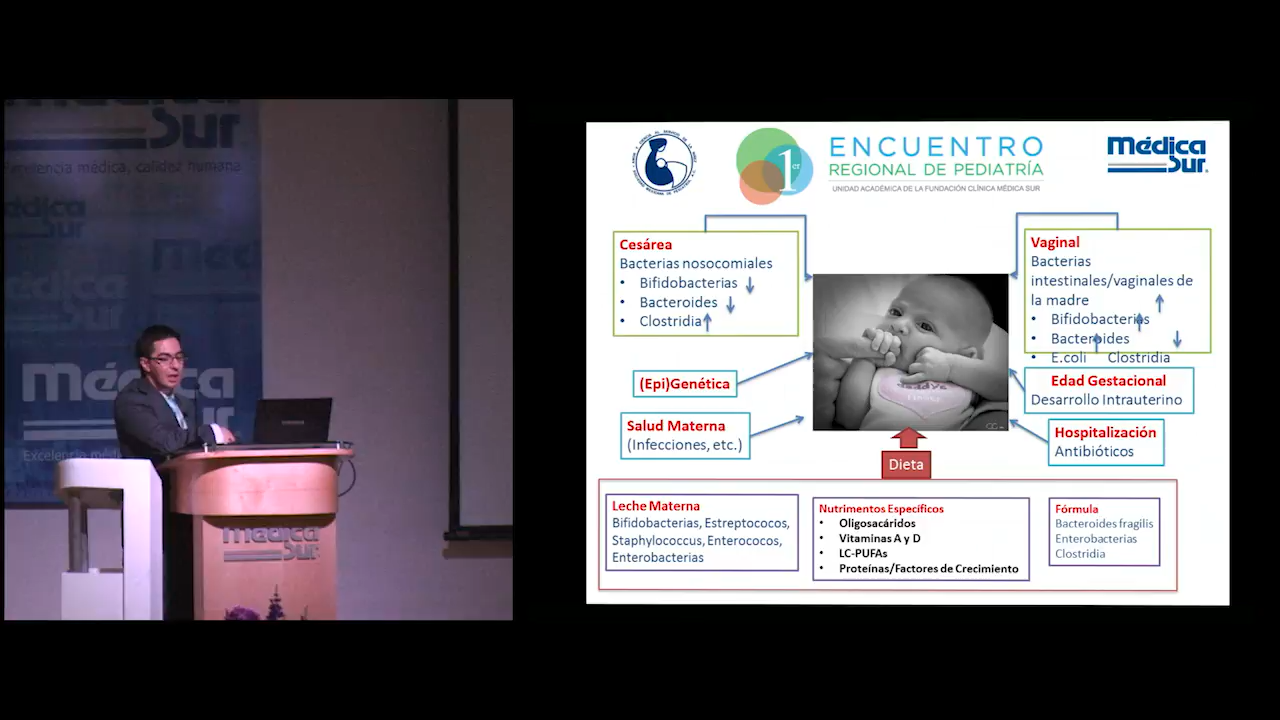 médica
Sur
Excelencia médica, calidad humana
médica
Sur
médica
Sur
médica
Sur
ENCUENTRO
1er
REGIONAL DE PEDIATRÍA
UNIDAD ACADÉMICA DE LA FUNDACIÓN CLÍNICA MÉDICA SUR
médica
Sur
Cesárea
Bacterias nosocomiales
• Bifidobacterias ↓
• Bacteroides ↓
• Clostridia↑
Vaginal
Bacterias
intestinales/vaginales de
la madre ↑
• Bifidobacterias ↑
• Bacteroides ↑ ↓
• E.coli Clostridia
(Epi)Genética
Edad Gestacional
Desarrollo Intrauterino
Salud Materna
(Infecciones, etc.)
Hospitalización
Antibióticos
Dieta
Leche Materna
Bifidobacterias, Estreptococos,
Staphylococcus, Enterococos,
Enterobacterias
Nutrimentos Específicos
• Oligosacáridos
• Vitaminas A y D
• LC-PUFAs
• Proteínas/Factores de Crecimiento
Fórmula
Bacteroides fragilis
Enterobacterias
Clostridia